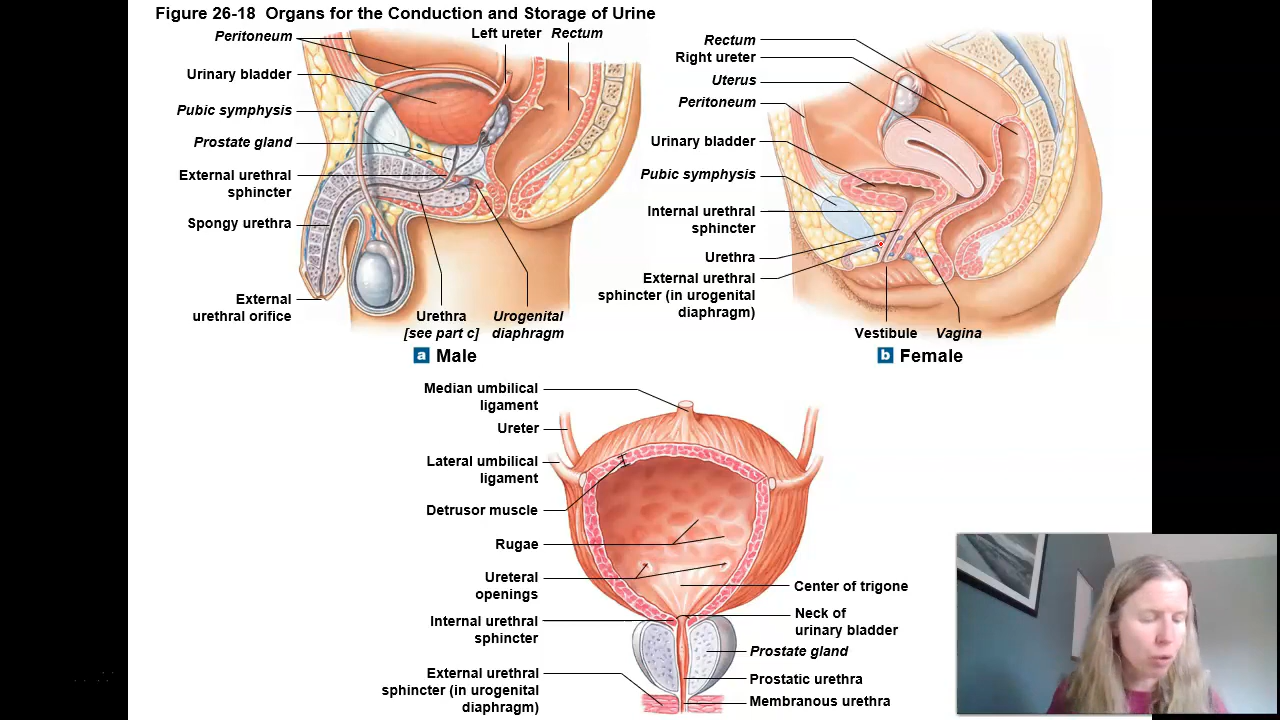 Figure 26-18 Organs for the Conduction and Storage of Urine
Peritoneum
Left ureter
Rectum
Urinary bladder
Pubic symphysis
Prostate gland
External urethral
sphincter
Spongy urethra
External
urethral orifice
Urethra
[see part c]
Urogenital
diaphragm
a Male
Rectum
Right ureter
Uterus
Peritoneum
Urinary bladder
Pubic symphysis
Internal urethral
sphincter
Urethra
External urethral
sphincter (in urogenital
diaphragm)
Vestibule
Vagina
b Female
Median umbilical
ligament
Ureter
Lateral umbilical
ligament
Detrusor muscle
Rugae
Ureteral
openings
Internal urethral
sphincter
External urethral
sphincter (in urogenital
diaphragm)
Center of trigone
Neck of
urinary bladder
Prostate gland
Prostatic urethra
Membranous urethra